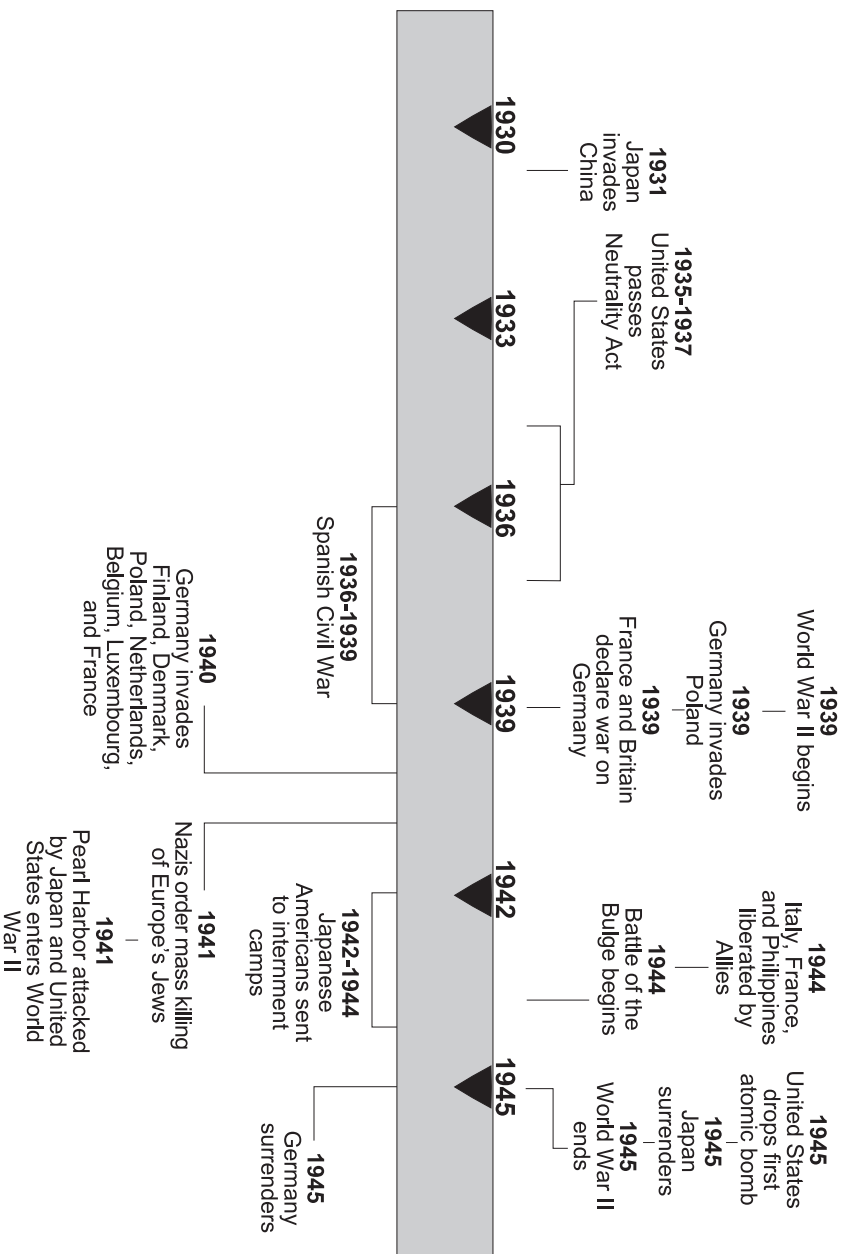 1939
World War II begins
1939
Germany invades
Poland
1939
France and Britain
declare war on
Germany
1944
Italy, France,
and Philippines
liberated by
Allies
1944
Battle of the
Bulge begins
1945
United States
drops first
atomic bomb
1945
Japan
surrenders
1945
World War II
ends
1935-1937
United States
passes
Neutrality Act
1931
Japan
invades
China
1930
1933
1936
1939
1942
1945
1936-1939
Spanish Civil War
1940
Germany invades
Finland, Denmark,
Poland, Netherlands,
Belgium, Luxembourg,
and France
1942-1944
Japanese
Americans sent
to internment
camps
1941
Nazis order mass killing
of Europe's Jews
1941
Pearl Harbor attacked
by Japan and United
States enters World
War II
1945
Germany
surrenders